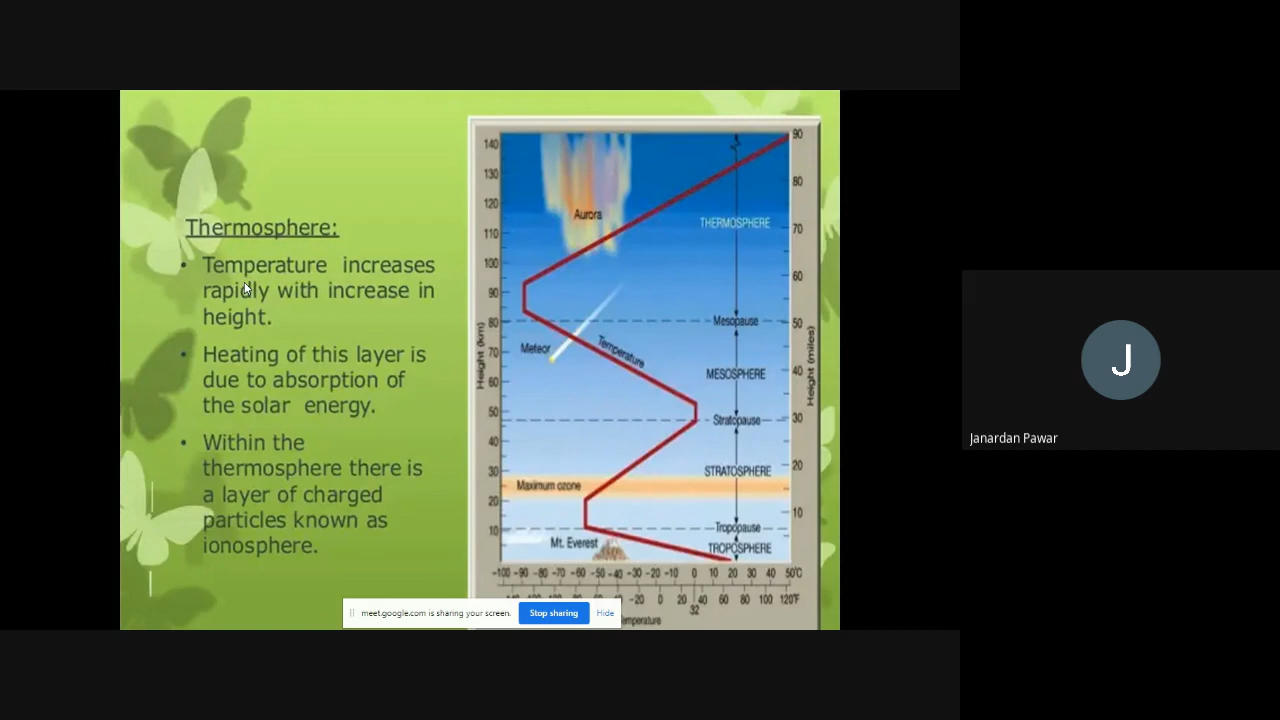 Thermosphere:
• Temperature increases
rapidly with increase in
height.
• Heating of this layer is
due to absorption of
the solar energy.
• Within the
thermosphere there is
a layer of charged
particles known as
ionosphere.
140
130
120
110
100
90
80
70
60
50
40
30
20
10
Height (km)
Aurora
Meteor
Temperature
Maximum ozone
Mt. Everest
THERMOSPHERE
Mesopause
MESOSPHERE
Stratopause
STRATOSPHERE
Tropopause
TROPOSPHERE
90
80
70
60
50
40
30
20
10
Height (miles)
-100 -90 -80 -70 -60 -50 -40 -30 -20 -10 0 10 20 30 40 50°C
-20 0 20 40 60 80 100 120°F
32
meet.google.com is sharing your screen. Stop sharing Hide
J
Janardan Pawar